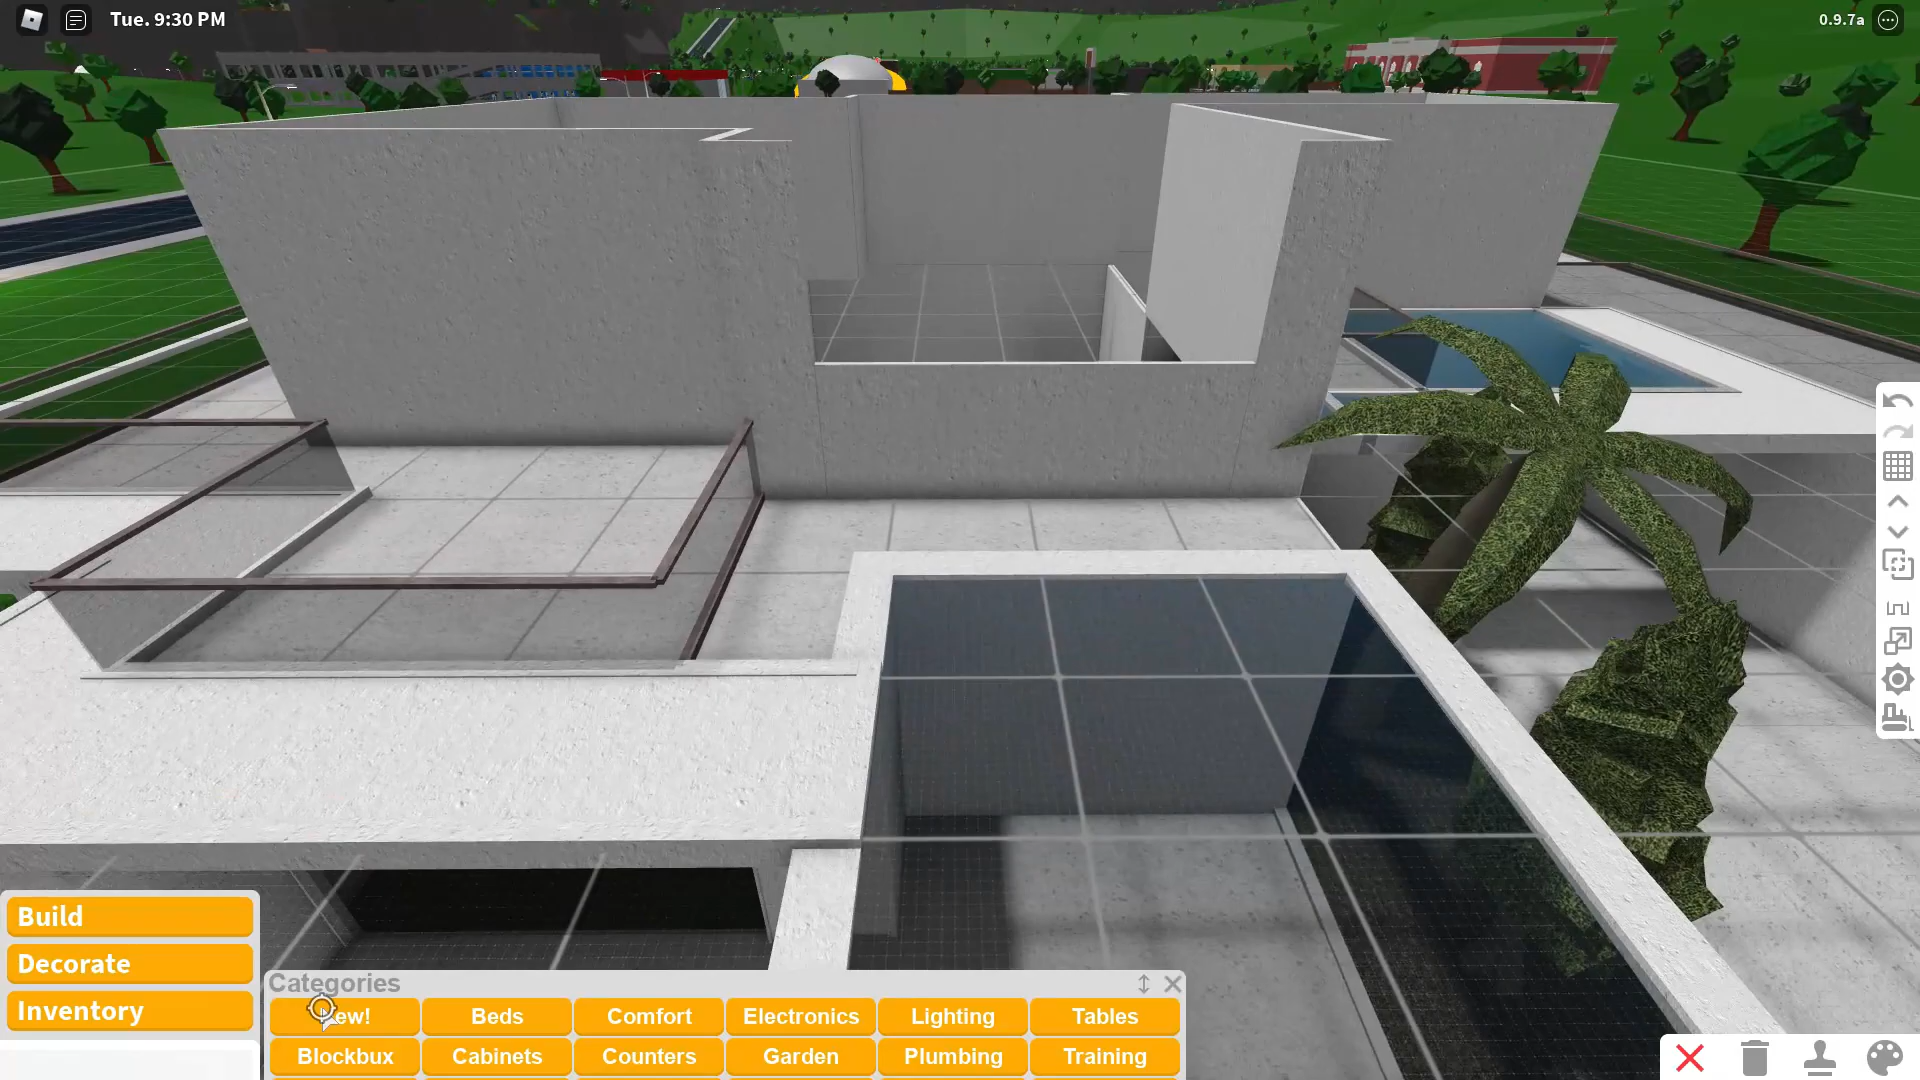 Tue. 9:30 PM
0.9.7a
Build
Decorate
Inventory
Categories
ew!
Beds
Comfort
Electronics
Lighting
Tables
Blockbux
Cabinets
Counters
Garden
Plumbing
Training